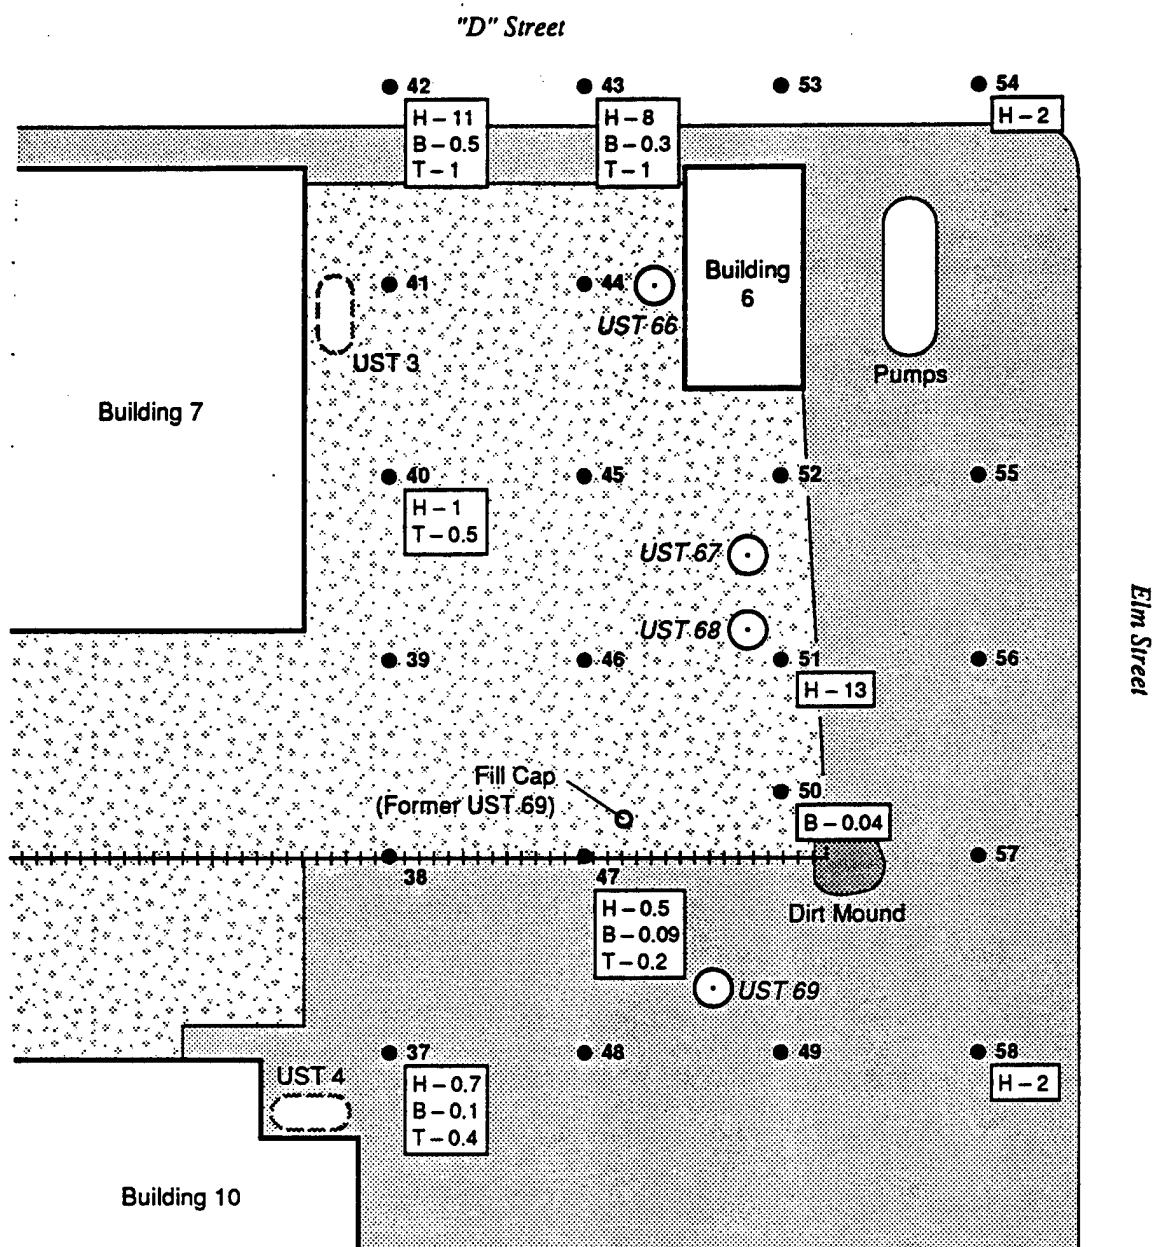 "D" Street
42
43
53
54
H – 11
B – 0.5
T – 1
H – 8
B – 0.3
T – 1
H – 2
41
44
UST 66
Building
6
UST 3
Pumps
Building 7
40
45
52
55
H – 1
T – 0.5
UST 67
UST 68
Elm Street
39
46
51
56
H – 13
Fill Cap
(Former UST 69)
50
B – 0.04
38
47
57
H – 0.5
B – 0.09
T – 0.2
Dirt Mound
UST 69
37
48
49
58
UST 4
H – 0.7
B – 0.1
T – 0.4
H – 2
Building 10